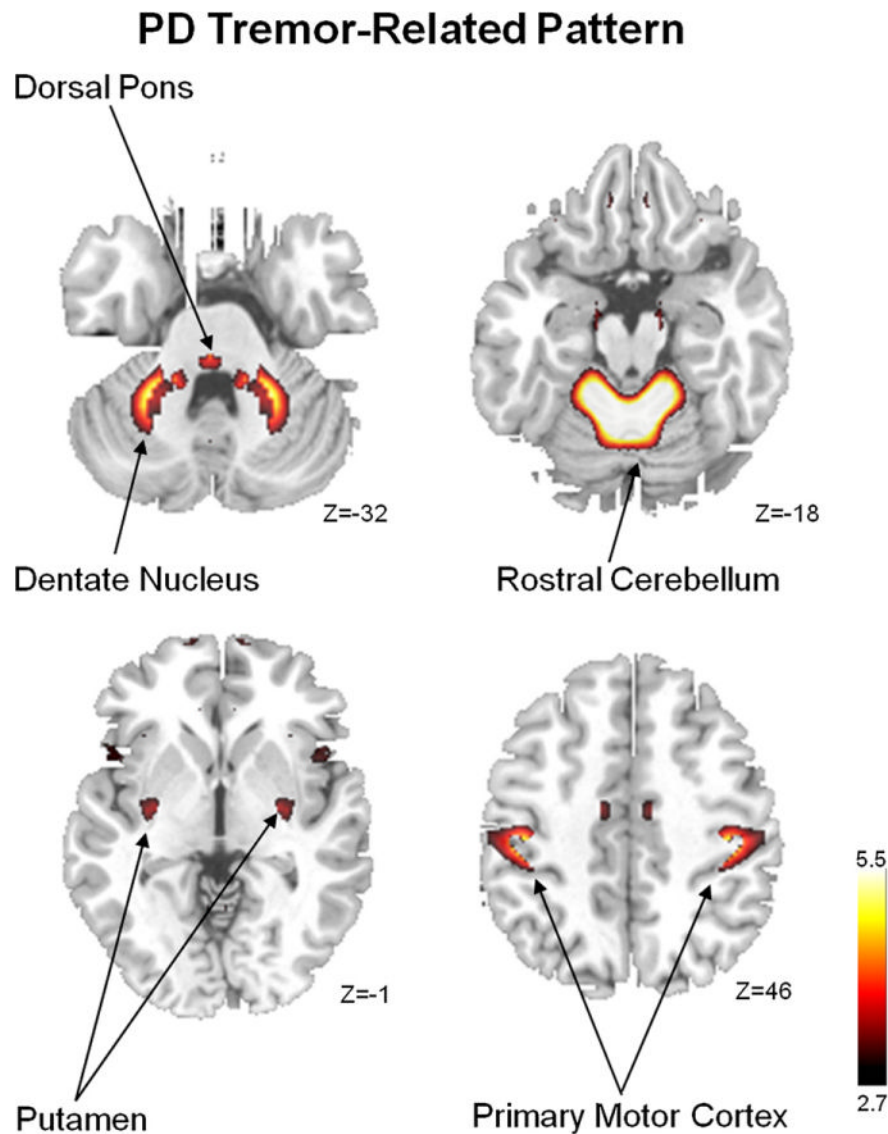 PD Tremor-Related Pattern
Dorsal Pons
Z=-32
Z=-18
Dentate Nucleus
Rostral Cerebellum
Z=-1
Z=46
5.5
2.7
Putamen
Primary Motor Cortex